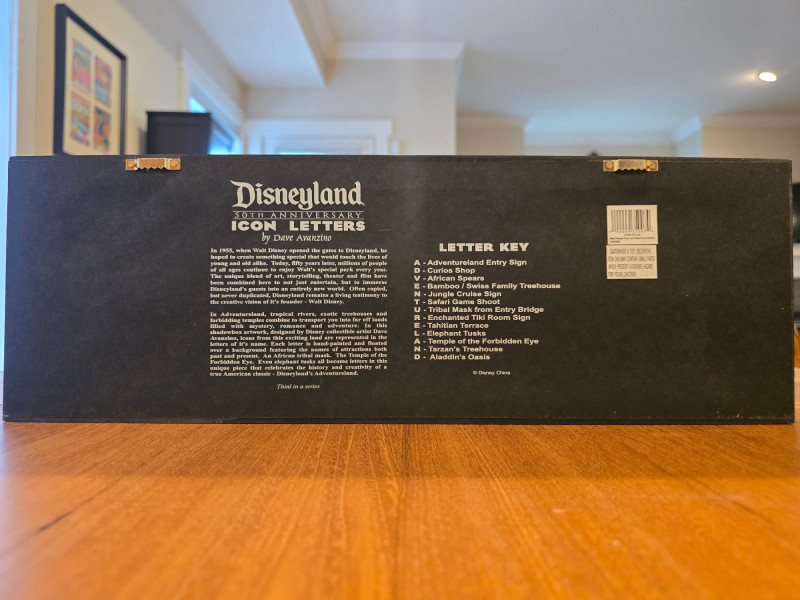 Disneyland
50TH ANNIVERSARY
ICON LETTERS
by Dave Avanzino
In 1955, when Walt Disney opened the gates to Disneyland, he
hoped to create something special that would touch the lives of
young and old alike. Today, fifty years later, millions of people
of all ages continue to enjoy Walt's special park every year.
The unique blend of art, storytelling, theater and film have
been combined here to not just entertain, but to immerse
Disneyland's guests into an entirely new world. Often copied,
but never duplicated, Disneyland remains a living testimony to
the creative vision of it's founder - Walt Disney.
In Adventureland, tropical rivers, exotic treehouses and
forbidding temples combine to transport you into far off lands
filled with mystery, romance and adventure. In this
shadowbox artwork, designed by Disney collectible artist Dave
Avanzino, icons from this exciting land are represented in the
letters of it's name. Each letter is hand-painted and floated
over a background featuring the names of attractions both
past and present. An African tribal mask. The Temple of the
Forbidden Eye. Even elephant tusks all become letters in this
unique piece that celebrates the history and creativity of a
true American classic - Disneyland's Adventureland.
Third in a series
LETTER KEY
A - Adventureland Entry Sign
D - Curios Shop
V - African Spears
E - Bamboo / Swiss Family Treehouse
N - Jungle Cruise Sign
T - Safari Game Shoot
U - Tribal Mask from Entry Bridge
R - Enchanted Tiki Room Sign
E - Tahitian Terrace
L - Elephant Tusks
A - Temple of the Forbidden Eye
N - Tarzan's Treehouse
D - Aladdin's Oasis
© Disney China